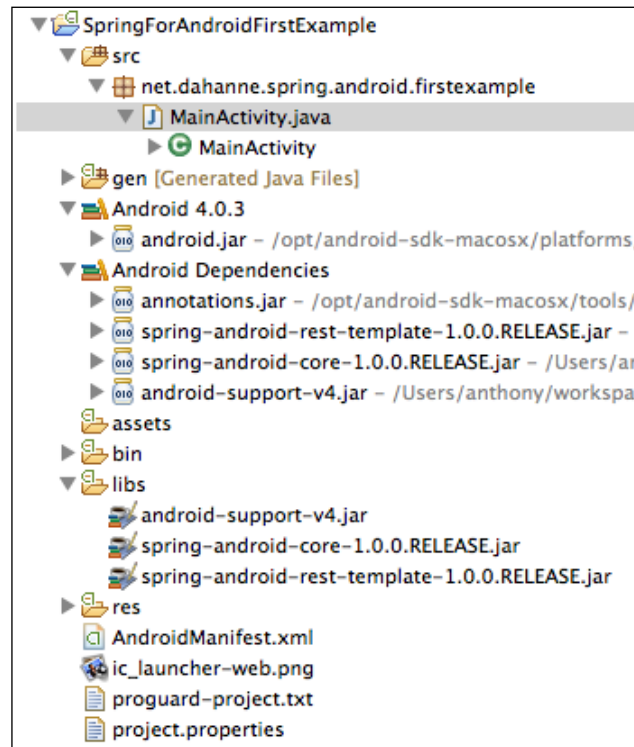 SpringForAndroidFirstExample
src
net.dahanne.spring.android.firstexample
MainActivity.java
MainActivity
gen [Generated Java Files]
Android 4.0.3
android.jar – /opt/android-sdk-macosx/platforms
Android Dependencies
annotations.jar – /opt/android-sdk-macosx/tools/
spring-android-rest-template-1.0.0.RELEASE.jar –
spring-android-core-1.0.0.RELEASE.jar – /Users/an
android-support-v4.jar – /Users/anthony/workspa
assets
bin
libs
android-support-v4.jar
spring-android-core-1.0.0.RELEASE.jar
spring-android-rest-template-1.0.0.RELEASE.jar
res
AndroidManifest.xml
ic_launcher-web.png
proguard-project.txt
project.properties